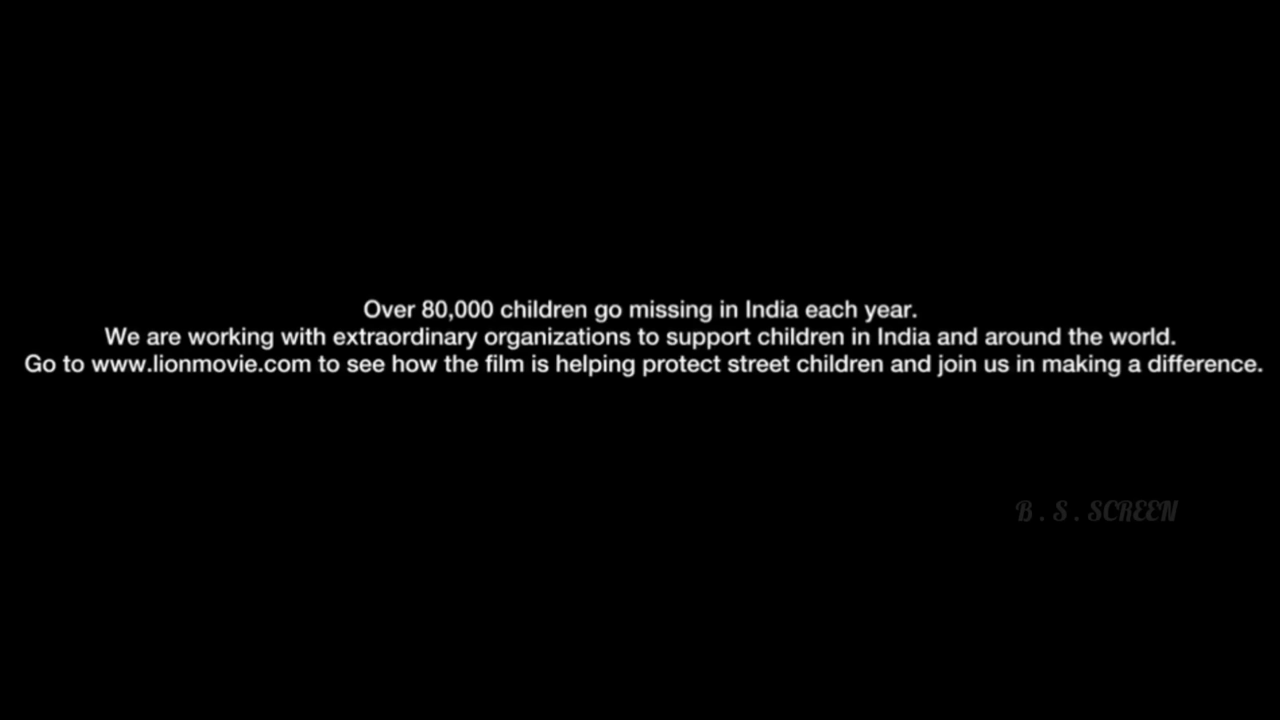 Over 80,000 children go missing in India each year.
We are working with extraordinary organizations to support children in India and around the world.
Go to www.lionmovie.com to see how the film is helping protect street children and join us in making a difference.
B . S . SCREEN